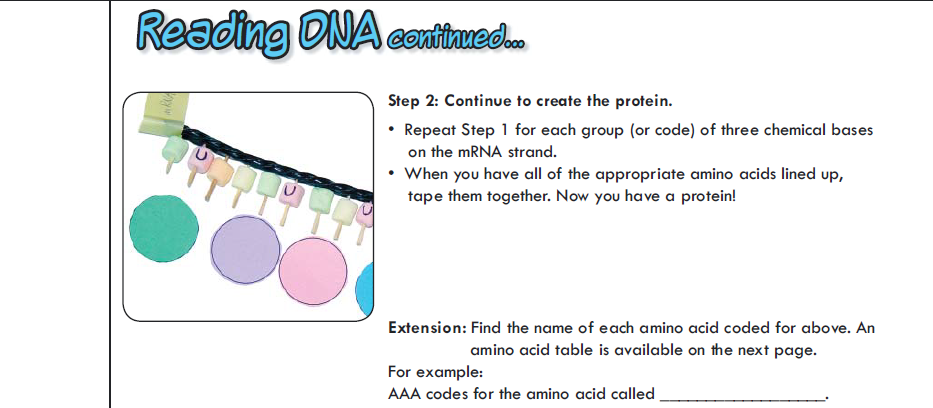 Reading DNA continued...
mRNA
Step 2: Continue to create the protein.
• Repeat Step 1 for each group (or code) of three chemical bases
on the mRNA strand.
• When you have all of the appropriate amino acids lined up,
tape them together. Now you have a protein!
U
U
U
Extension: Find the name of each amino acid coded for above. An
amino acid table is available on the next page.
For example:
AAA codes for the amino acid called ___________________.